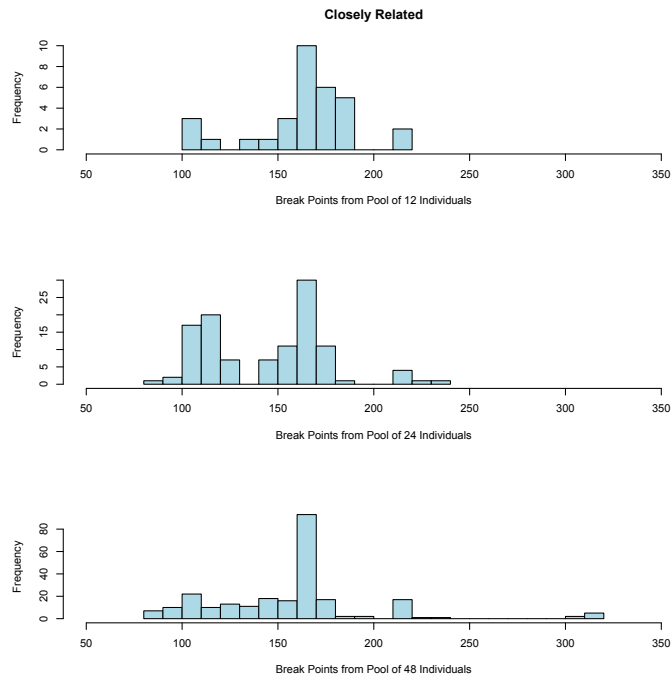 Closely Related
Frequency
0 2 4 6 8 10
50 100 150 200 250 300 350
Break Points from Pool of 12 Individuals
Frequency
0 5 15 25
50 100 150 200 250 300 350
Break Points from Pool of 24 Individuals
Frequency
0 20 40 60 80
50 100 150 200 250 300 350
Break Points from Pool of 48 Individuals